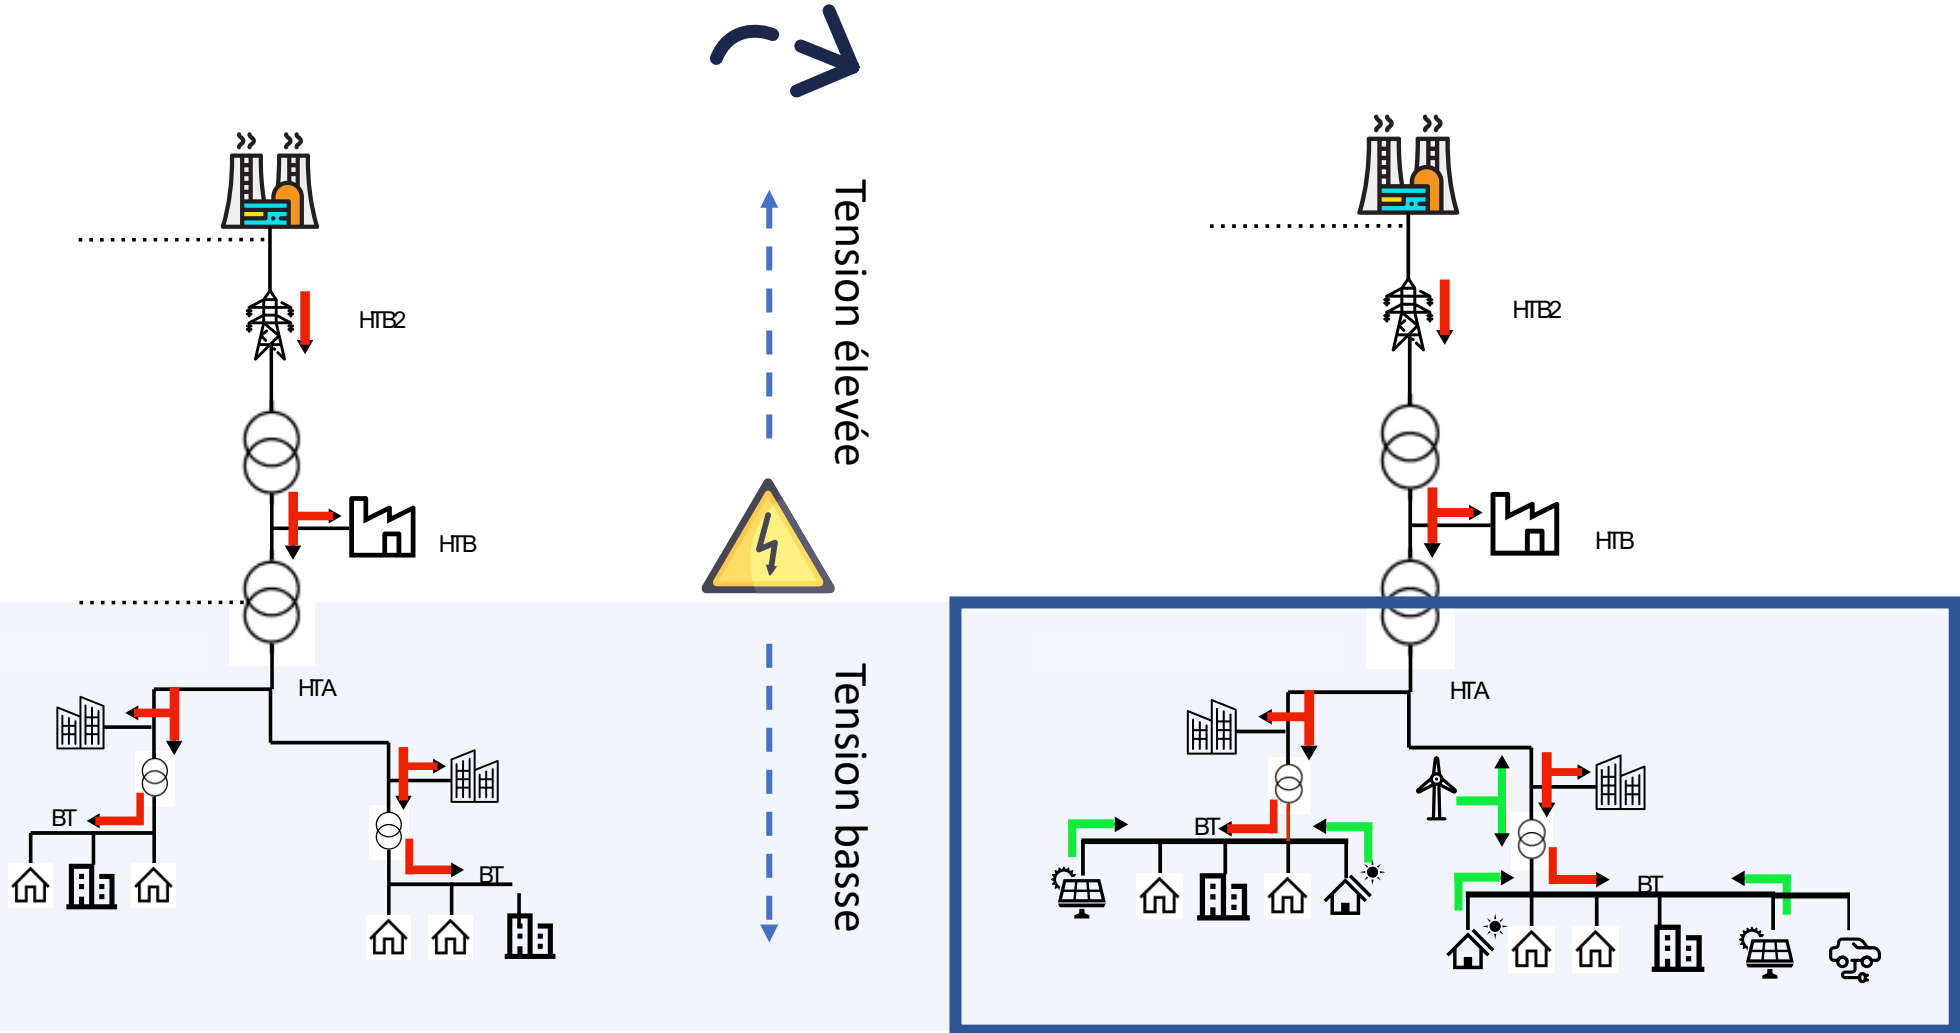 HTB2
HTB
HTA
BT
BT
Tension élevée
Tension basse
HTB2
HTB
HTA
BT
BT